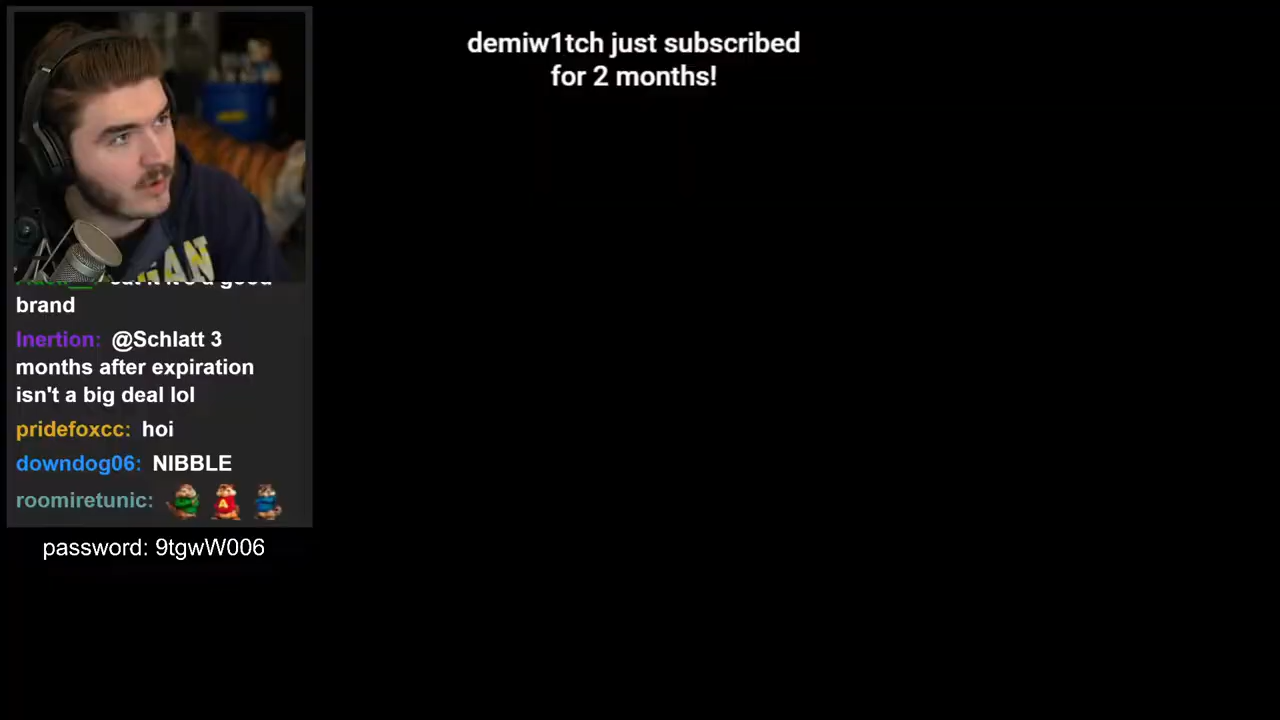 demiw1tch just subscribed
for 2 months!
good
brand
Inertion: @Schlatt 3
months after expiration
isn't a big deal lol
pridefoxcc: hoi
downdog06: NIBBLE
roomiretunic:
password: 9tgwW006